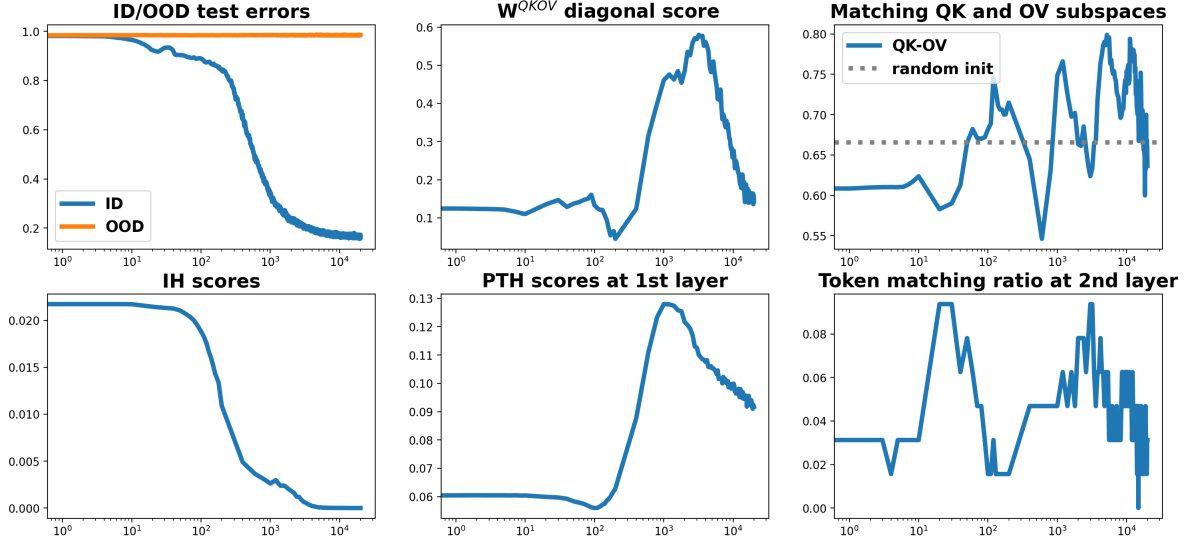 ID/OOD test errors
1.0
0.8
0.6
0.4
0.2
ID
OOD
10⁰ 10¹ 10² 10³ 10⁴
W^QKOV diagonal score
0.6
0.5
0.4
0.3
0.2
0.1
10⁰ 10¹ 10² 10³ 10⁴
Matching QK and OV subspaces
0.80
0.75
0.70
0.65
0.60
0.55
QK-OV
random init
10⁰ 10¹ 10² 10³ 10⁴
IH scores
0.020
0.015
0.010
0.005
0.000
10⁰ 10¹ 10² 10³ 10⁴
PTH scores at 1st layer
0.13
0.12
0.11
0.10
0.09
0.08
0.07
0.06
10⁰ 10¹ 10² 10³ 10⁴
Token matching ratio at 2nd layer
0.08
0.06
0.04
0.02
0.00
10⁰ 10¹ 10² 10³ 10⁴